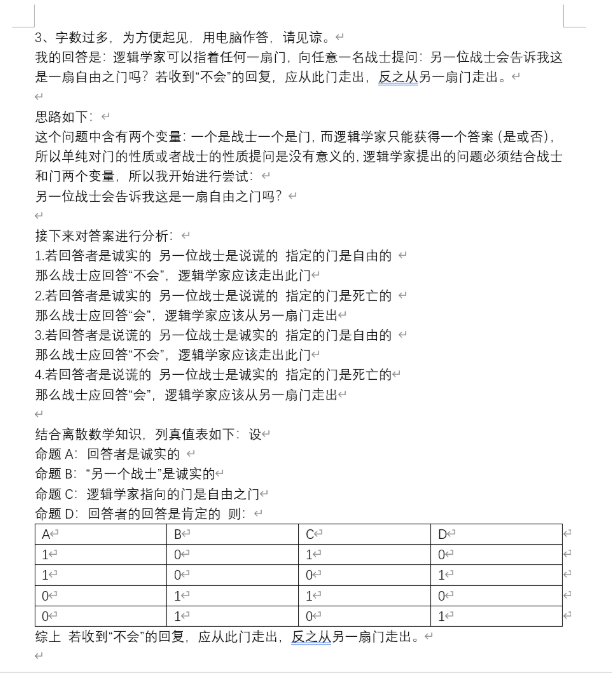 3、字数过多，为方便起见，用电脑作答，请见谅。
我的回答是：逻辑学家可以指着任何一扇门，向任意一名战士提问：另一位战士会告诉我这
是一扇自由之门吗？若收到“不会”的回复，应从此门走出，反之从另一扇门走出。
思路如下：
这个问题中含有两个变量：一个是战士一个是门，而逻辑学家只能获得一个答案（是或否），
所以单纯对门的性质或者战士的性质提问是没有意义的，逻辑学家提出的问题必须结合战士
和门两个变量，所以我开始进行尝试：
另一位战士会告诉我这是一扇自由之门吗？
接下来对答案进行分析：
1.若回答者是诚实的 另一位战士是说谎的 指定的门是自由的
那么战士应回答“不会”，逻辑学家应该走出此门
2.若回答者是诚实的 另一位战士是说谎的 指定的门是死亡的
那么战士应回答“会”，逻辑学家应该从另一扇门走出
3.若回答者是说谎的 另一位战士是诚实的 指定的门是自由的
那么战士应回答“不会”，逻辑学家应该走出此门
4.若回答者是说谎的 另一位战士是诚实的 指定的门是死亡的
那么战士应回答“会”，逻辑学家应该从另一扇门走出
结合离散数学知识，列真值表如下：设
命题 A：回答者是诚实的
命题 B：“另一个战士”是诚实的
命题 C：逻辑学家指向的门是自由之门
命题 D：回答者的回答是肯定的 则：
A B C D
1 0 1 0
1 0 0 1
0 1 1 0
0 1 0 1
综上 若收到“不会”的回复，应从此门走出，反之从另一扇门走出。